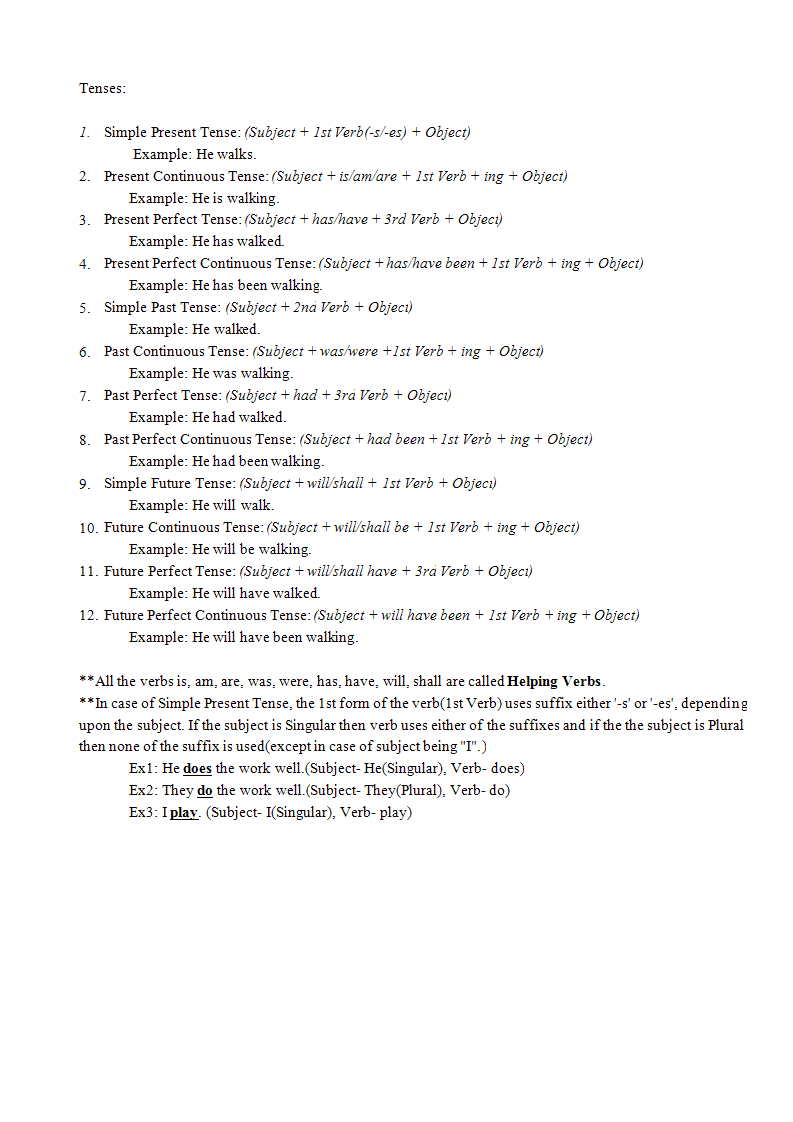 Tenses:
1. Simple Present Tense: (Subject + 1st Verb(-s/-es) + Object)
Example: He walks.
2. Present Continuous Tense: (Subject + is/am/are + 1st Verb + ing + Object)
Example: He is walking.
3. Present Perfect Tense: (Subject + has/have + 3rd Verb + Object)
Example: He has walked.
4. Present Perfect Continuous Tense: (Subject + has/have been + 1st Verb + ing + Object)
Example: He has been walking.
5. Simple Past Tense: (Subject + 2nd Verb + Object)
Example: He walked.
6. Past Continuous Tense: (Subject + was/were +1st Verb + ing + Object)
Example: He was walking.
7. Past Perfect Tense: (Subject + had + 3rd Verb + Object)
Example: He had walked.
8. Past Perfect Continuous Tense: (Subject + had been + 1st Verb + ing + Object)
Example: He had been walking.
9. Simple Future Tense: (Subject + will/shall + 1st Verb + Object)
Example: He will walk.
10. Future Continuous Tense: (Subject + will/shall be + 1st Verb + ing + Object)
Example: He will be walking.
11. Future Perfect Tense: (Subject + will/shall have + 3rd Verb + Object)
Example: He will have walked.
12. Future Perfect Continuous Tense: (Subject + will have been + 1st Verb + ing + Object)
Example: He will have been walking.
**All the verbs is, am, are, was, were, has, have, will, shall are called Helping Verbs.
**In case of Simple Present Tense, the 1st form of the verb(1st Verb) uses suffix either '-s' or '-es', depending
upon the subject. If the subject is Singular then verb uses either of the suffixes and if the the subject is Plural
then none of the suffix is used(except in case of subject being "I".)
Ex1: He does the work well.(Subject- He(Singular), Verb- does)
Ex2: They do the work well.(Subject- They(Plural), Verb- do)
Ex3: I play. (Subject- I(Singular), Verb- play)